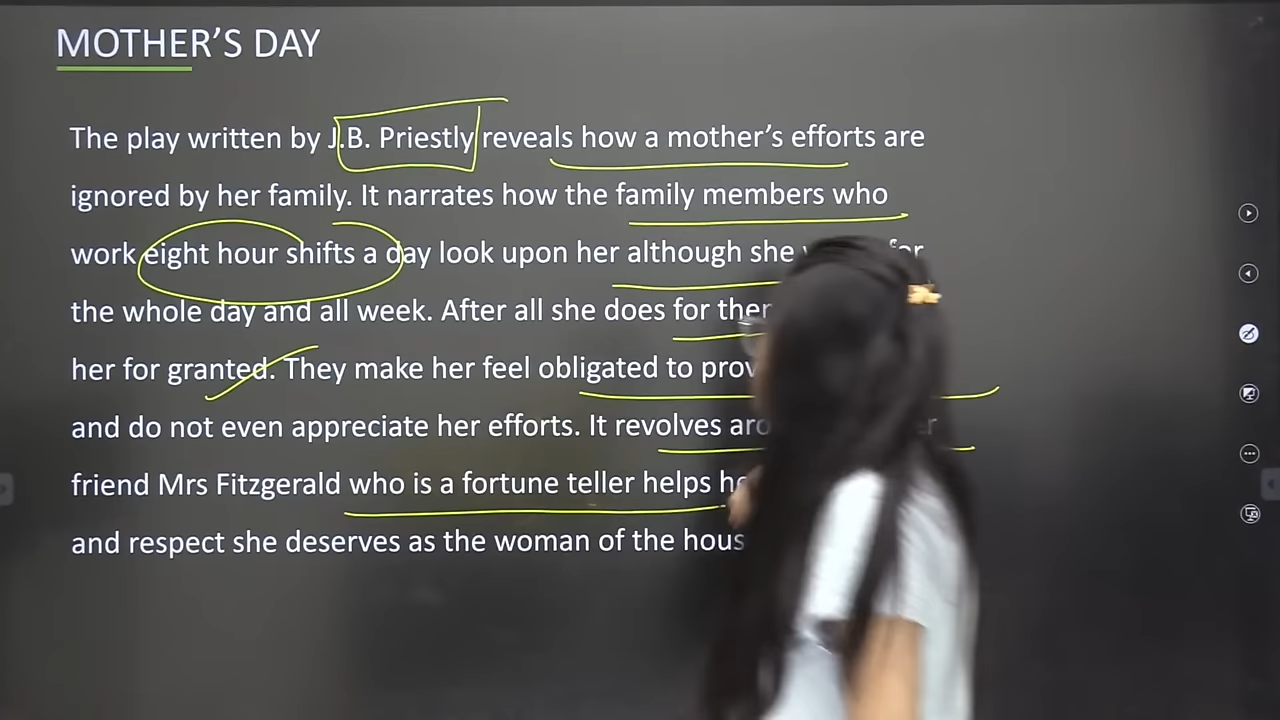 MOTHER'S DAY
The play written by J.B. Priestly reveals how a mother's efforts are
ignored by her family. It narrates how the family members who
work eight hour shifts a day look upon her although she for
the whole day and all week. After all she does for
her for granted. They make her feel obligated to
and do not even appreciate her efforts. It revolves
friend Mrs Fitzgerald who is a fortune teller helps
and respect she deserves as the woman of the